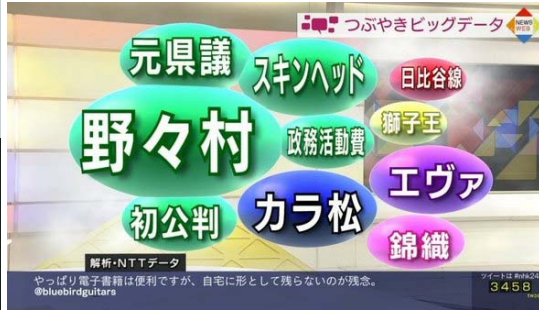 つぶやきビッグデータ
NEWS
WEB
元県議
スキンヘッド
日比谷線
野々村
政務活動費
獅子王
エヴァ
初公判
カラ松
錦織
解析・NTTデータ
やっぱり電子書籍は便利ですが、自宅に形として残らないのが残念。
@bluebirdguitars
ツイートは #nhk24
3458